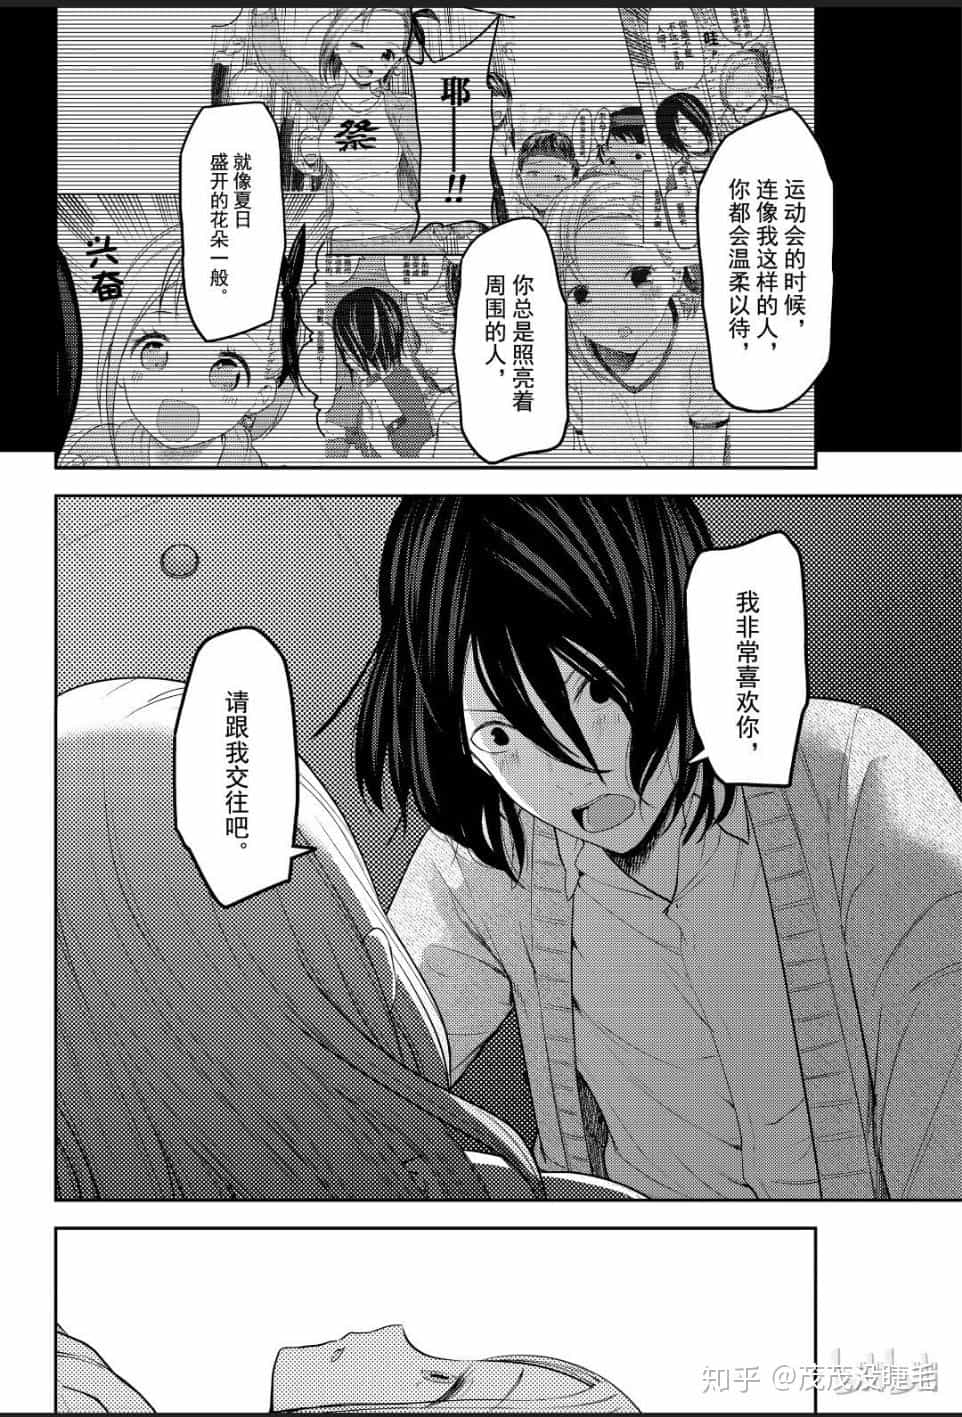 运动会的时候，
连像我这样的人，
你都会温柔以待，
哇
耶——!!
祭
你总是照亮着
周围的人，
就像夏日
盛开的花朵一般。
兴奋
我非常喜欢你，
请跟我交往吧。
知乎 @茂茂没睫毛